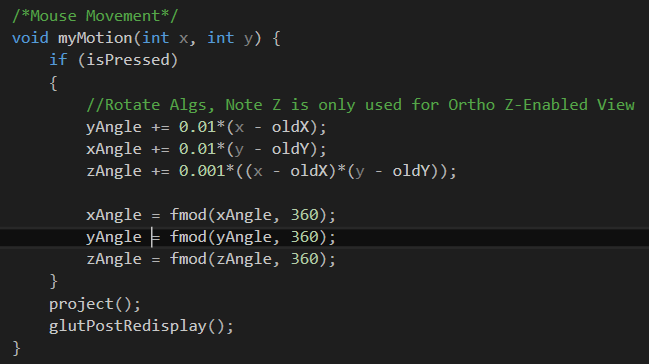 /*Mouse Movement*/
void myMotion(int x, int y) {
if (isPressed)
{
//Rotate Algs, Note Z is only used for Ortho Z-Enabled View
yAngle += 0.01*(x - oldX);
xAngle += 0.01*(y - oldY);
zAngle += 0.001*((x - oldX)*(y - oldY));
xAngle = fmod(xAngle, 360);
yAngle = fmod(yAngle, 360);
zAngle = fmod(zAngle, 360);
}
project();
glutPostRedisplay();
}